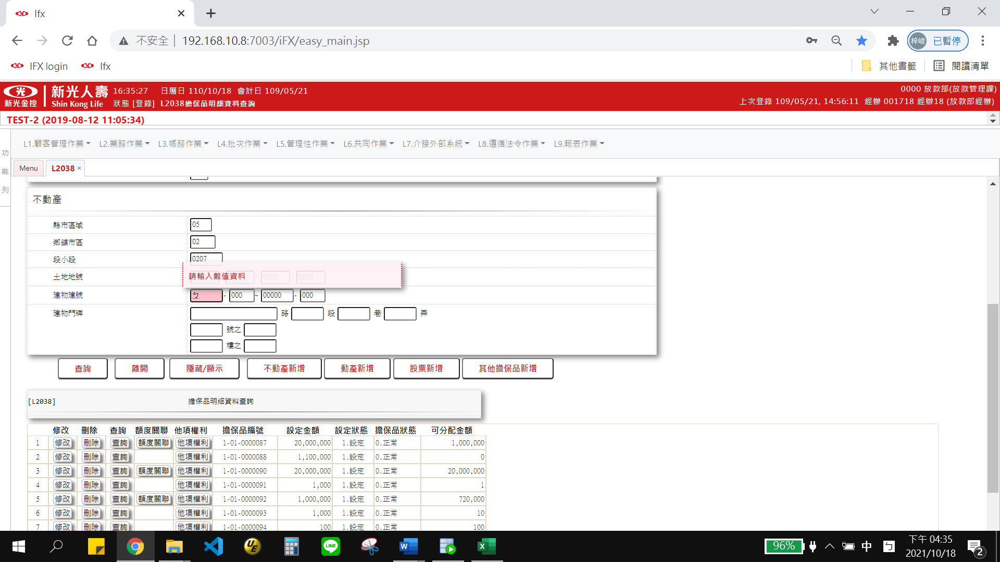 Ifx
不安全 192.168.10.8:7003/iFX/easy_main.jsp
梓峻 已暫停
IFX login Ifx 其他書籤 閱讀清單
新光金控 新光人壽 Shin Kong Life
16:35:27 日曆日 110/10/18 會計日 109/05/21
狀態 [登錄] L2038擔保品明細資料查詢
0000 放款部(放款管理課)
上次登錄 109/05/21, 14:56:11 經辦 001718 經辦18 (放款部經辦)
TEST-2 (2019-08-12 11:05:34)
功能列
L1.顧客管理作業 L2.業務作業 L3.帳務作業 L4.批次作業 L5.管理性作業 L6.共同作業 L7.介接外部系統 L8.遵循法令作業 L9.報表作業
Menu L2038 ×
不動產
縣市區域 05
鄉鎮市區 02
段小段 0207
土地地號 請輸入數值資料 ~ 0000 - 0000
建物建號 ㄅ - 000 ~ 00000 - 000
建物門牌 路 段 巷 弄
號之
樓之
查詢 離開 隱藏/顯示 不動產新增 動產新增 股票新增 其他擔保品新增
[L2038] 擔保品明細資料查詢
修改 刪除 查詢 額度關聯 他項權利 擔保品編號 設定金額 設定狀態 擔保品狀態 可分配金額
1 修改 刪除 查詢 額度關聯 他項權利 1-01-0000087 20,000,000 1.設定 0.正常 1,000,000
2 修改 刪除 查詢 他項權利 1-01-0000088 1,100,000 1.設定 0.正常 0
3 修改 刪除 查詢 額度關聯 他項權利 1-01-0000090 20,000,000 1.設定 0.正常 20,000,000
4 修改 刪除 查詢 他項權利 1-01-0000091 1,000 1.設定 0.正常 1
5 修改 刪除 查詢 額度關聯 他項權利 1-01-0000092 1,000,000 1.設定 0.正常 720,000
6 修改 刪除 查詢 他項權利 1-01-0000093 1,000 1.設定 0.正常 10
7 修改 刪除 查詢 他項權利 1-01-0000094 100 1.設定 0.正常 100
UE LINE W X 96% 中 ㄅ 下午 04:35
2021/10/18 2